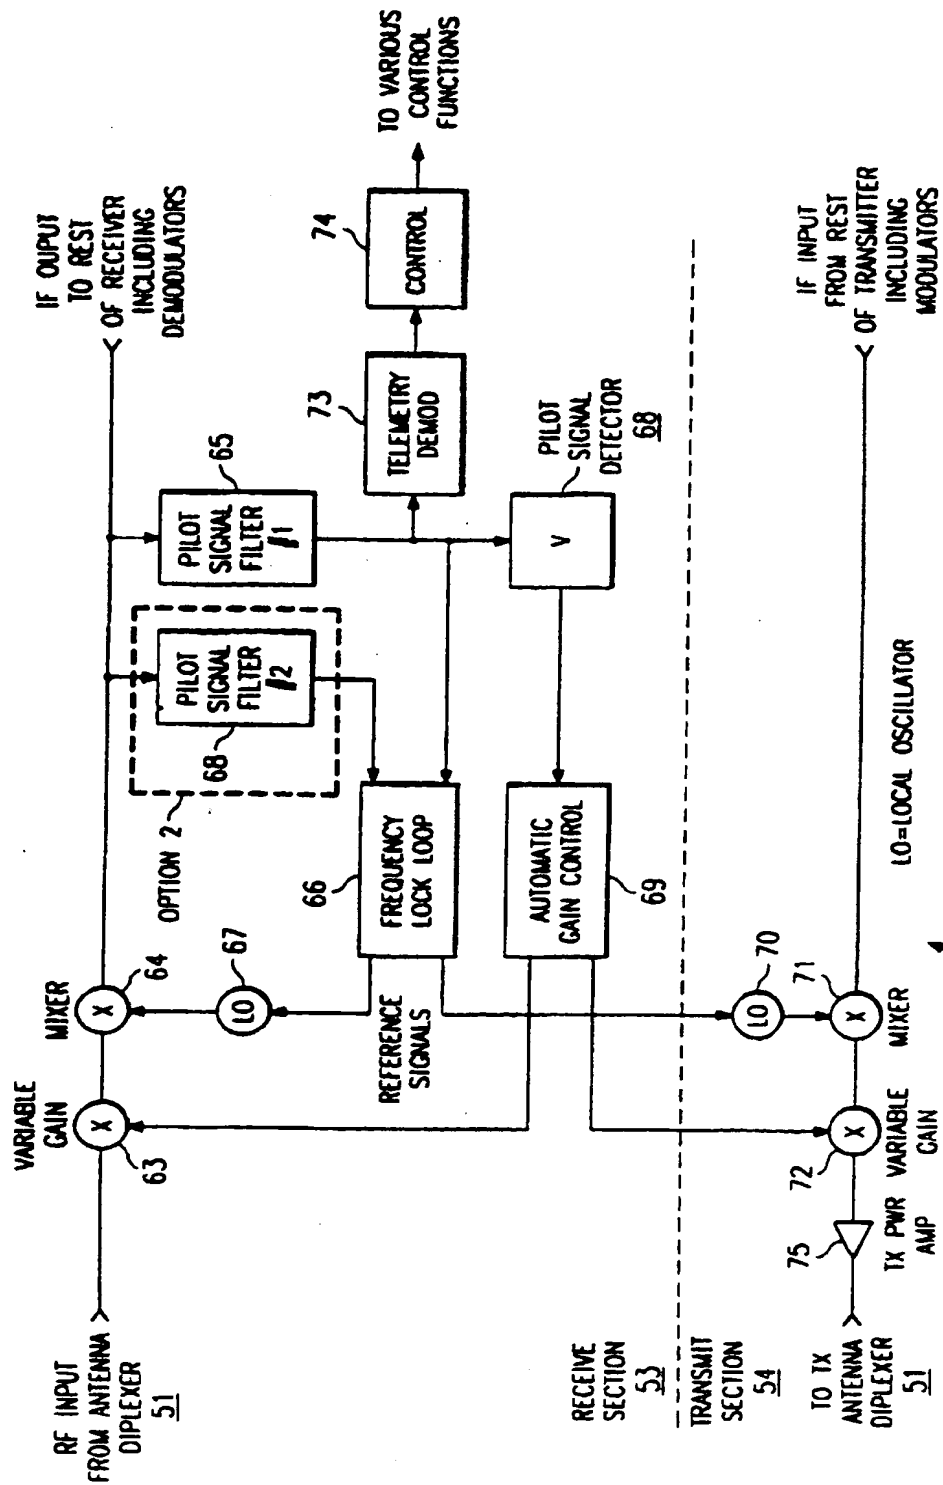 RF INPUT
FROM ANTENNA
DIPLEXER
51
VARIABLE
GAIN
X
63
MIXER
X
64
LO
67
OPTION 2
PILOT
SIGNAL
FILTER
#2
68
PILOT
SIGNAL
FILTER
#1
65
IF OUPUT
TO REST
OF RECEIVER
INCLUDING
DEMODULATORS
REFERENCE
SIGNALS
FREQUENCY
LOCK LOOP
66
TELEMETRY
DEMOD
73
CONTROL
74
TO VARIOUS
CONTROL
FUNCTIONS
AUTOMATIC
GAIN CONTROL
69
V
PILOT
SIGNAL
DETECTOR
68
RECEIVE
SECTION
53
TRANSMIT
SECTION
54
TO TX
ANTENNA
DIPLEXER
51
75
TX PWR
AMP
X
72
VARIABLE
GAIN
LO
70
X
71
MIXER
LO=LOCAL OSCILLATOR
IF INPUT
FROM REST
OF TRANSMITTER
INCLUDING
MODULATORS